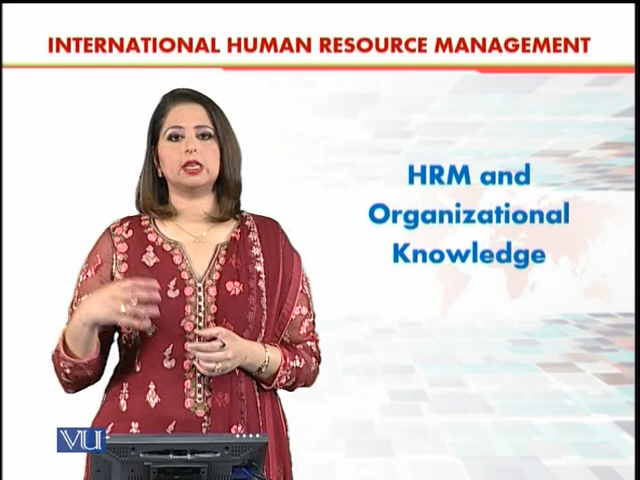 INTERNATIONAL HUMAN RESOURCE MANAGEMENT
HRM and
Organizational
Knowledge
VU